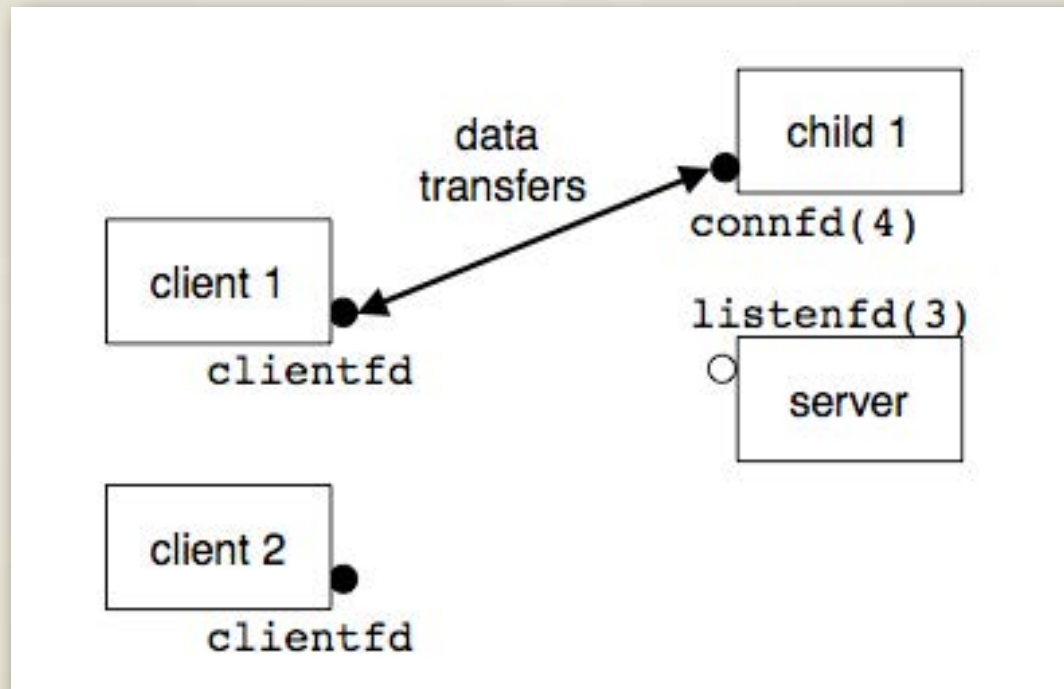 data
transfers
child 1
connfd(4)
client 1
clientfd
listenfd(3)
server
client 2
clientfd